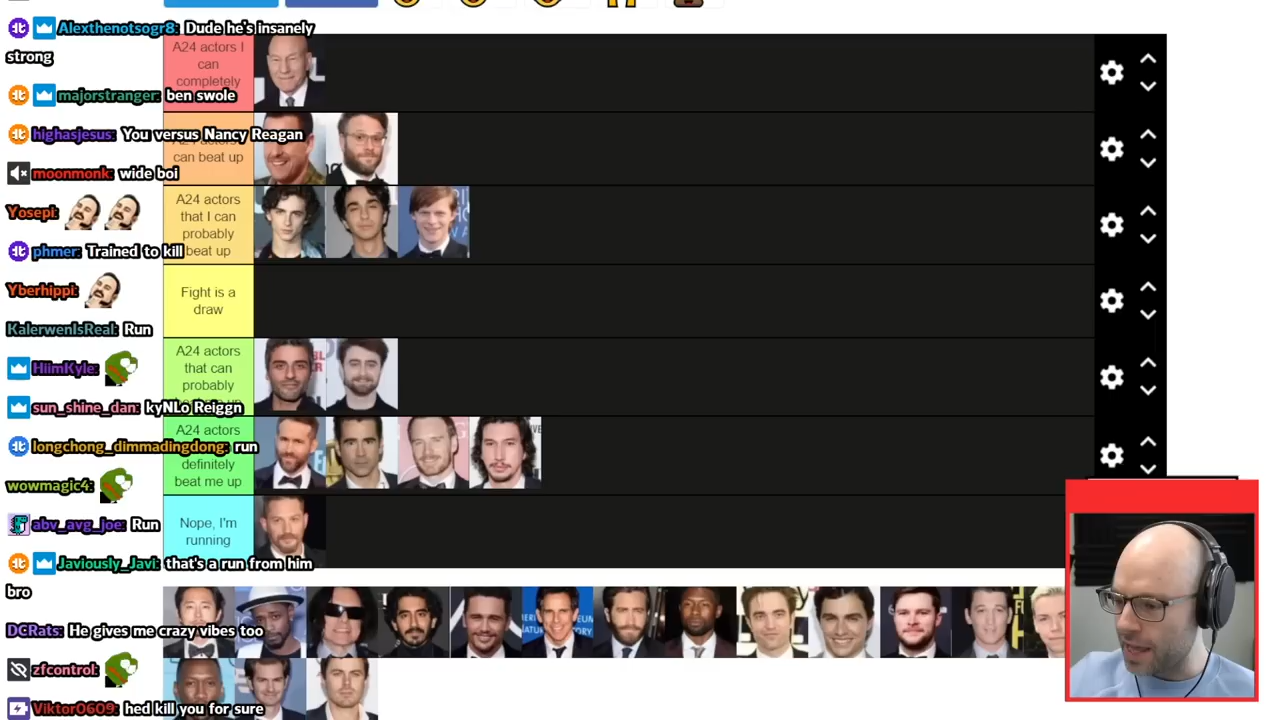 Alexthenotsogr8: Dude he's insanely
strong
majorstranger: ben swole
highasjesus: You versus Nancy Reagan
moonmonk: wide boi
Yosepi:
phmer: Trained to kill
Yberhippi:
KalerwenIsReal: Run
HiimKyle:
sun_shine_dan: kyNLo Reiggn
longchong_dimmadingdong: run
wowmagic4:
abv_avg_joe: Run
Javiously_Javi: that's a run from him
bro
DCRats: He gives me crazy vibes too
zfcontrol:
Viktor0609: hed kill you for sure
A24 actors I
can
completely
can beat up
A24 actors
that I can
probably
beat up
Fight is a
draw
A24 actors
that can
probably
A24 actors
definitely
beat me up
Nope, I'm
running